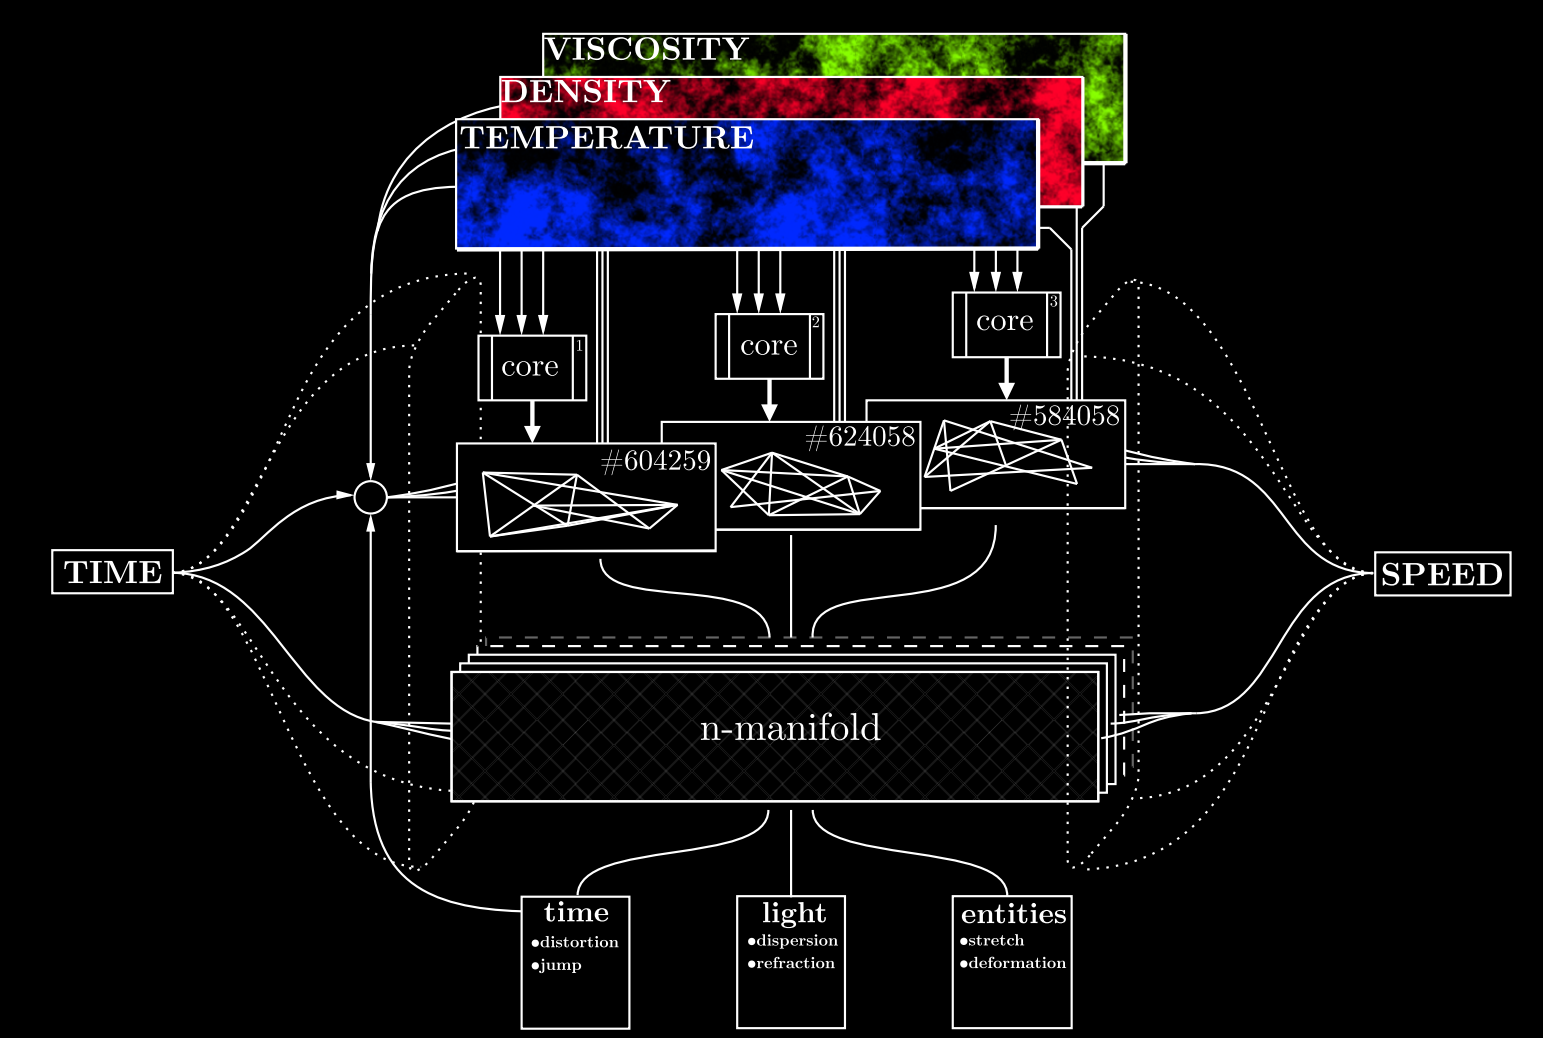 VISCOSITY
DENSITY
TEMPERATURE
core 1
core 2
core 3
#604259
#624058
#584058
TIME
SPEED
n-manifold
time
•distortion
•jump
light
•dispersion
•refraction
entities
•stretch
•deformation